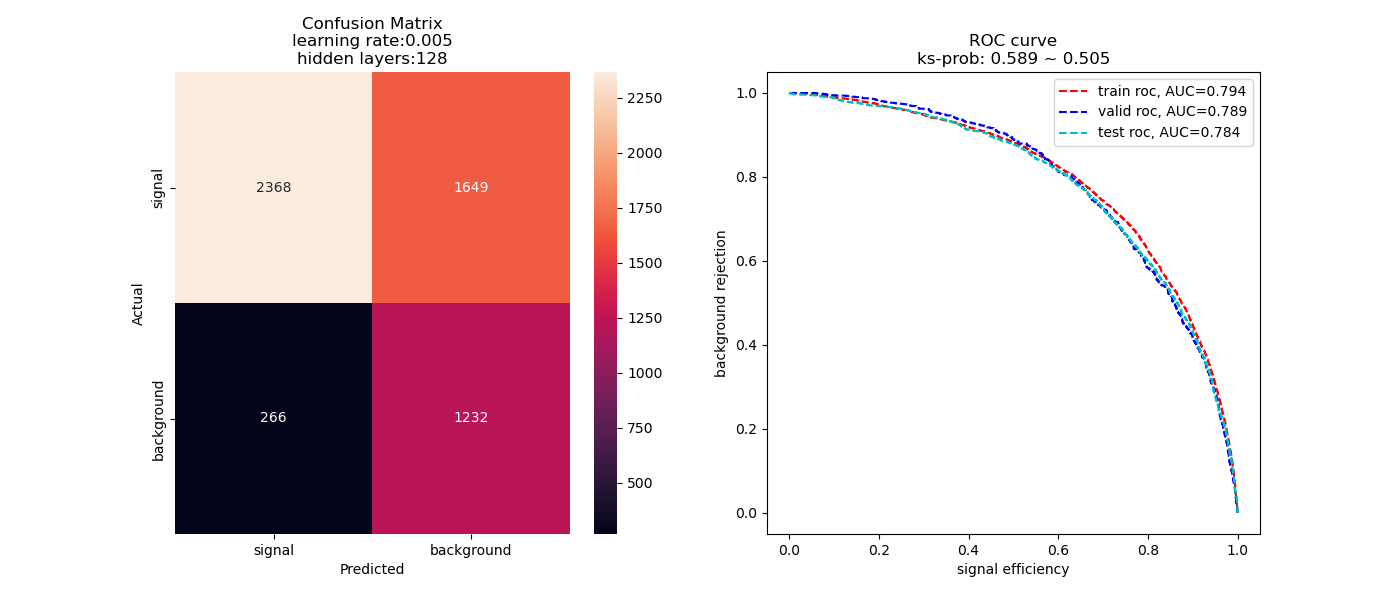 Confusion Matrix
learning rate:0.005
hidden layers:128
signal
background
Actual
2368
1649
266
1232
signal
background
Predicted
2250
2000
1750
1500
1250
1000
750
500
ROC curve
ks-prob: 0.589 ~ 0.505
train roc, AUC=0.794
valid roc, AUC=0.789
test roc, AUC=0.784
background rejection
1.0
0.8
0.6
0.4
0.2
0.0
0.0
0.2
0.4
0.6
0.8
1.0
signal efficiency